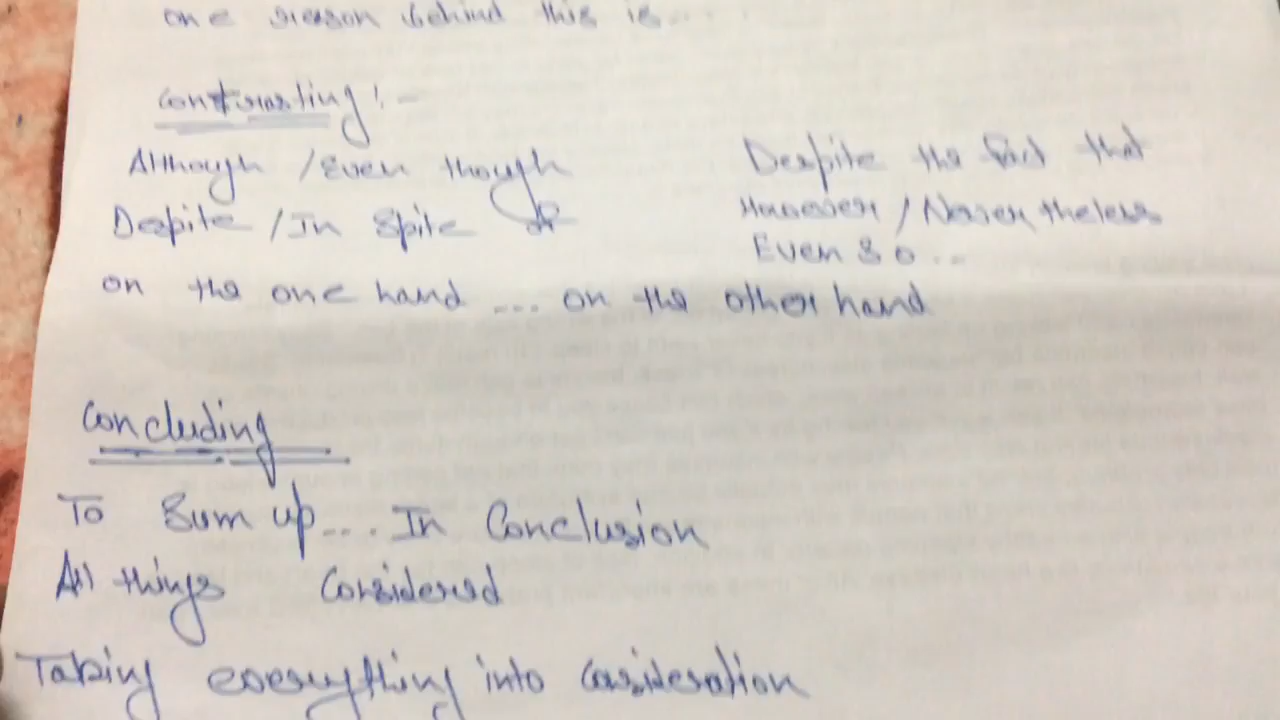 one reason behind this is...
Contrasting:-
Although / Even though
Despite / In Spite of
Despite the fact that
However / Nevertheless
Even so...
on the one hand ... on the other hand
Concluding
To Sum up... In Conclusion
All things Considered
Taking everything into Consideration